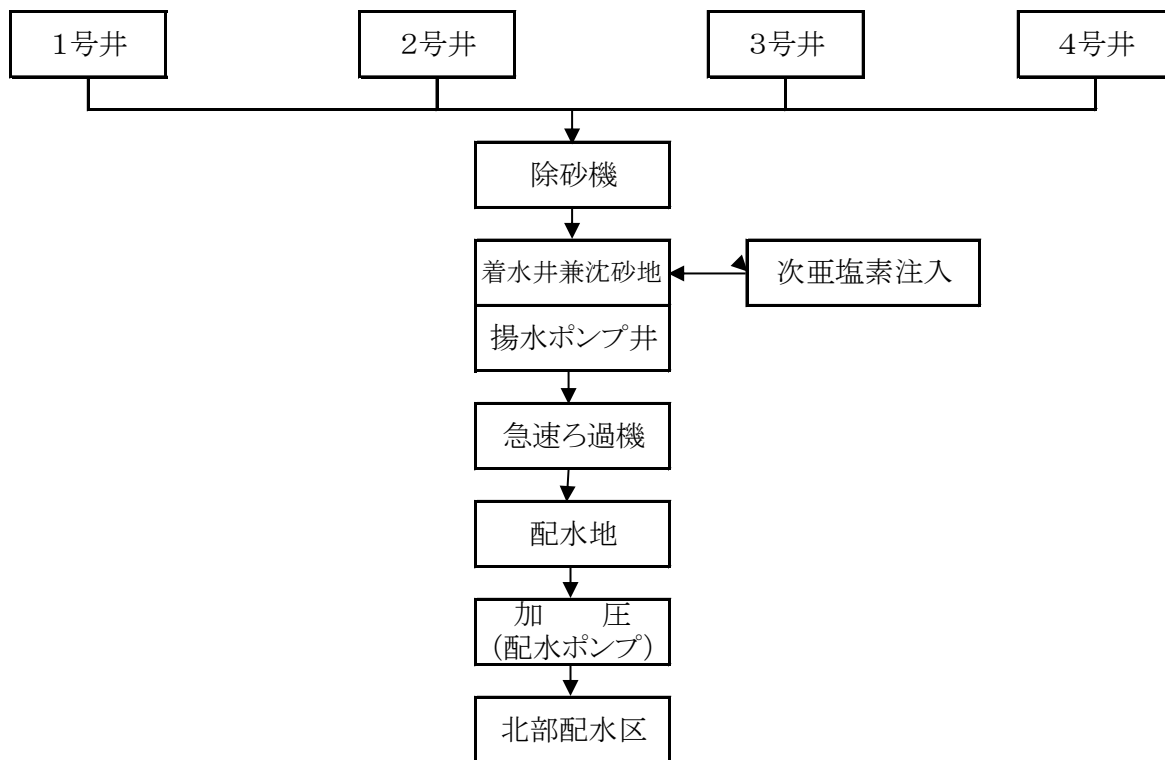 1号井
2号井
3号井
4号井
除砂機
着水井兼沈砂地
次亜塩素注入
揚水ポンプ井
急速ろ過機
配水地
加　　圧
(配水ポンプ)
北部配水区